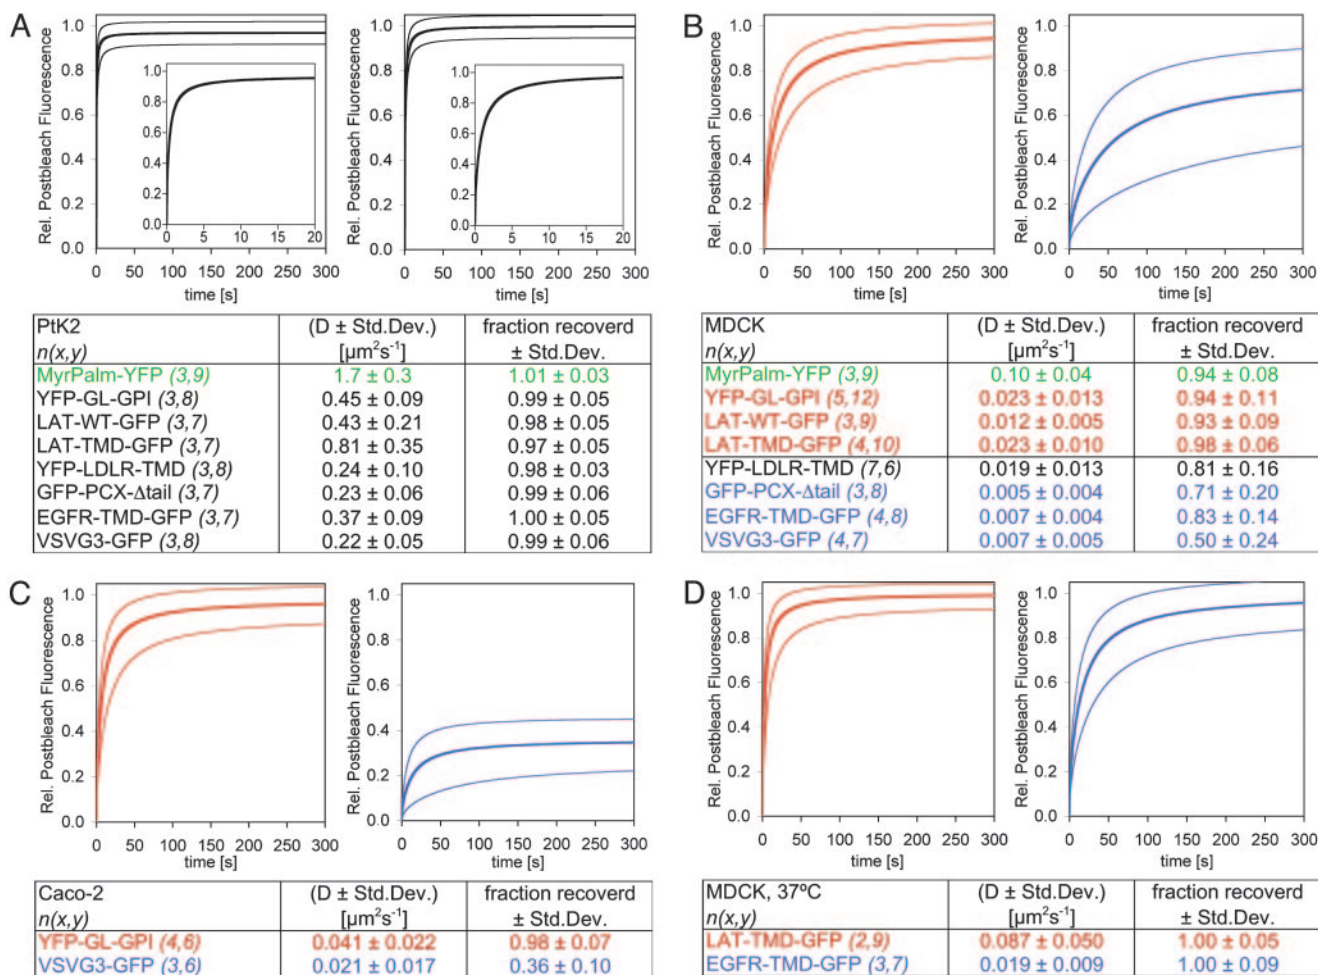 A
Rel. Postbleach Fluorescence
1.0
0.8
0.6
0.4
0.2
0.0
1.0
0.8
0.6
0.4
0.2
0.0
0 5 10 15 20
0 50 100 150 200 250 300
time [s]
Rel. Postbleach Fluorescence
1.0
0.8
0.6
0.4
0.2
0.0
1.0
0.8
0.6
0.4
0.2
0.0
0 5 10 15 20
0 50 100 150 200 250 300
time [s]
PtK2 (D ± Std.Dev.) fraction recoverd
n(x,y) [µm²s⁻¹] ± Std.Dev.
MyrPalm-YFP (3,9) 1.7 ± 0.3 1.01 ± 0.03
YFP-GL-GPI (3,8) 0.45 ± 0.09 0.99 ± 0.05
LAT-WT-GFP (3,7) 0.43 ± 0.21 0.98 ± 0.05
LAT-TMD-GFP (3,7) 0.81 ± 0.35 0.97 ± 0.05
YFP-LDLR-TMD (3,8) 0.24 ± 0.10 0.98 ± 0.03
GFP-PCX-Δtail (3,7) 0.23 ± 0.06 0.99 ± 0.06
EGFR-TMD-GFP (3,7) 0.37 ± 0.09 1.00 ± 0.05
VSVG3-GFP (3,8) 0.22 ± 0.05 0.99 ± 0.06
B
Rel. Postbleach Fluorescence
1.0
0.8
0.6
0.4
0.2
0.0
0 50 100 150 200 250 300
time [s]
Rel. Postbleach Fluorescence
1.0
0.8
0.6
0.4
0.2
0.0
0 50 100 150 200 250 300
time [s]
MDCK (D ± Std.Dev.) fraction recoverd
n(x,y) [µm²s⁻¹] ± Std.Dev.
MyrPalm-YFP (3,9) 0.10 ± 0.04 0.94 ± 0.08
YFP-GL-GPI (5,12) 0.023 ± 0.013 0.94 ± 0.11
LAT-WT-GFP (3,9) 0.012 ± 0.005 0.93 ± 0.09
LAT-TMD-GFP (4,10) 0.023 ± 0.010 0.98 ± 0.06
YFP-LDLR-TMD (7,6) 0.019 ± 0.013 0.81 ± 0.16
GFP-PCX-Δtail (3,8) 0.005 ± 0.004 0.71 ± 0.20
EGFR-TMD-GFP (4,8) 0.007 ± 0.004 0.83 ± 0.14
VSVG3-GFP (4,7) 0.007 ± 0.005 0.50 ± 0.24
C
Rel. Postbleach Fluorescence
1.0
0.8
0.6
0.4
0.2
0.0
0 50 100 150 200 250 300
time [s]
Rel. Postbleach Fluorescence
1.0
0.8
0.6
0.4
0.2
0.0
0 50 100 150 200 250 300
time [s]
Caco-2 (D ± Std.Dev.) fraction recoverd
n(x,y) [µm²s⁻¹] ± Std.Dev.
YFP-GL-GPI (4,6) 0.041 ± 0.022 0.98 ± 0.07
VSVG3-GFP (3,6) 0.021 ± 0.017 0.36 ± 0.10
D
Rel. Postbleach Fluorescence
1.0
0.8
0.6
0.4
0.2
0.0
0 50 100 150 200 250 300
time [s]
Rel. Postbleach Fluorescence
1.0
0.8
0.6
0.4
0.2
0.0
0 50 100 150 200 250 300
time [s]
MDCK, 37ºC (D ± Std.Dev.) fraction recoverd
n(x,y) [µm²s⁻¹] ± Std.Dev.
LAT-TMD-GFP (2,9) 0.087 ± 0.050 1.00 ± 0.05
EGFR-TMD-GFP (3,7) 0.019 ± 0.009 1.00 ± 0.09